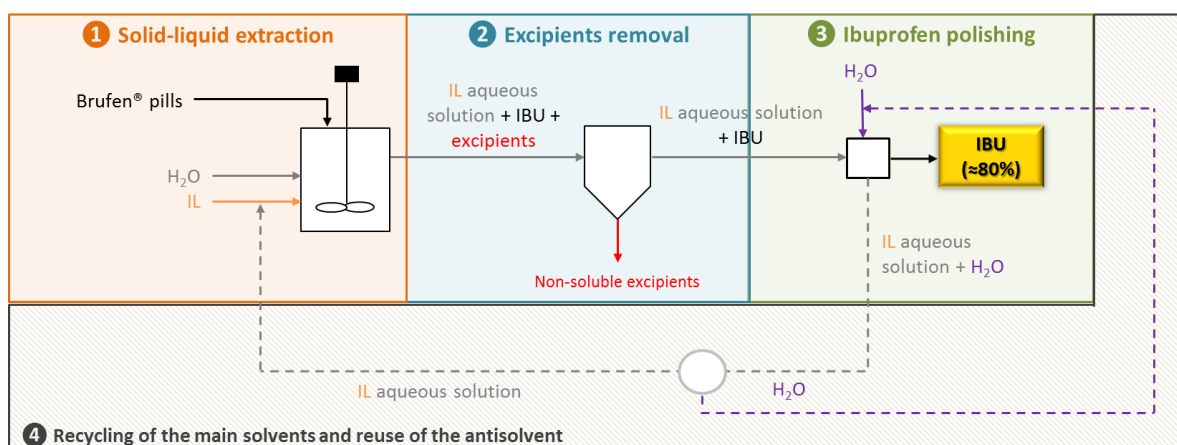 1 Solid-liquid extraction
2 Excipients removal
3 Ibuprofen polishing
Brufen® pills
H₂O
IL
IL aqueous
solution + IBU +
excipients
Non-soluble excipients
IL aqueous solution
+ IBU
H₂O
IBU
(≈80%)
IL aqueous
solution + H₂O
IL aqueous solution
H₂O
4 Recycling of the main solvents and reuse of the antisolvent